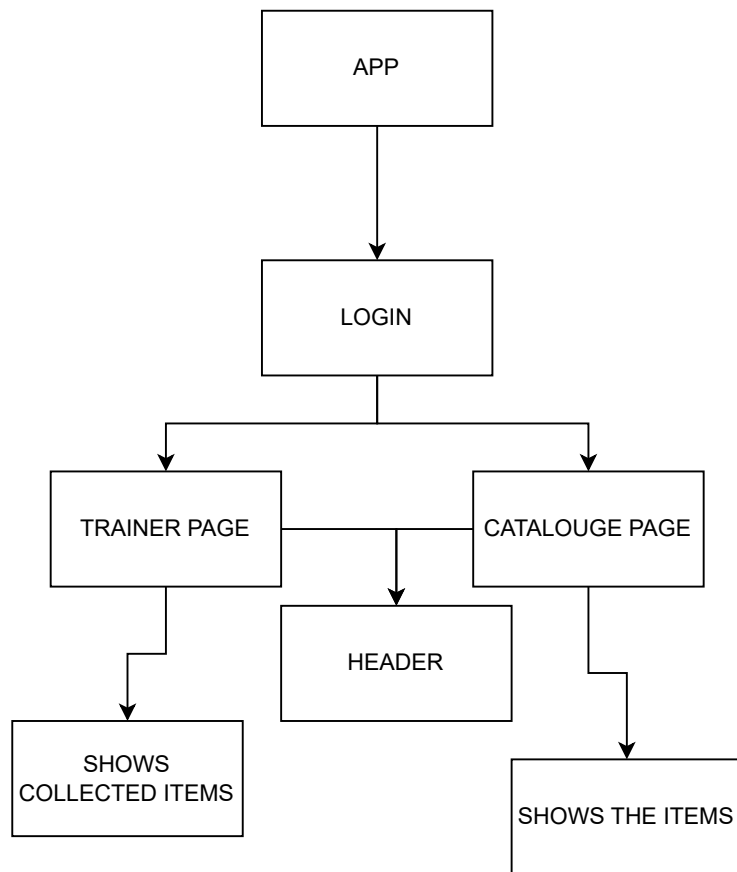 APP
LOGIN
TRAINER PAGE
CATALOUGE PAGE
HEADER
SHOWS
COLLECTED ITEMS
SHOWS THE ITEMS